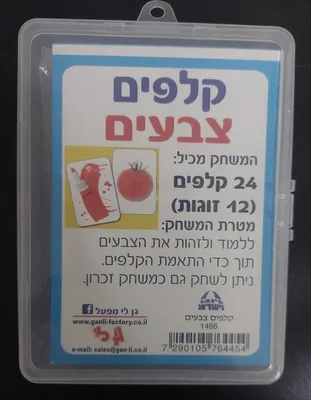 קלפים
צבעים
המשחק מכיל:
24 קלפים
(12 זוגות)
מטרת המשחק:
ללמוד ולזהות את הצבעים
תוך כדי התאמת הקלפים.
ניתן לשחק גם כמשחק זכרון.
גן לי מפעל
www.ganli-factory.co.il
גן לי
e-mail: sales@gan-li.co.il
קלפים צבעים
1466
7 290105 764454